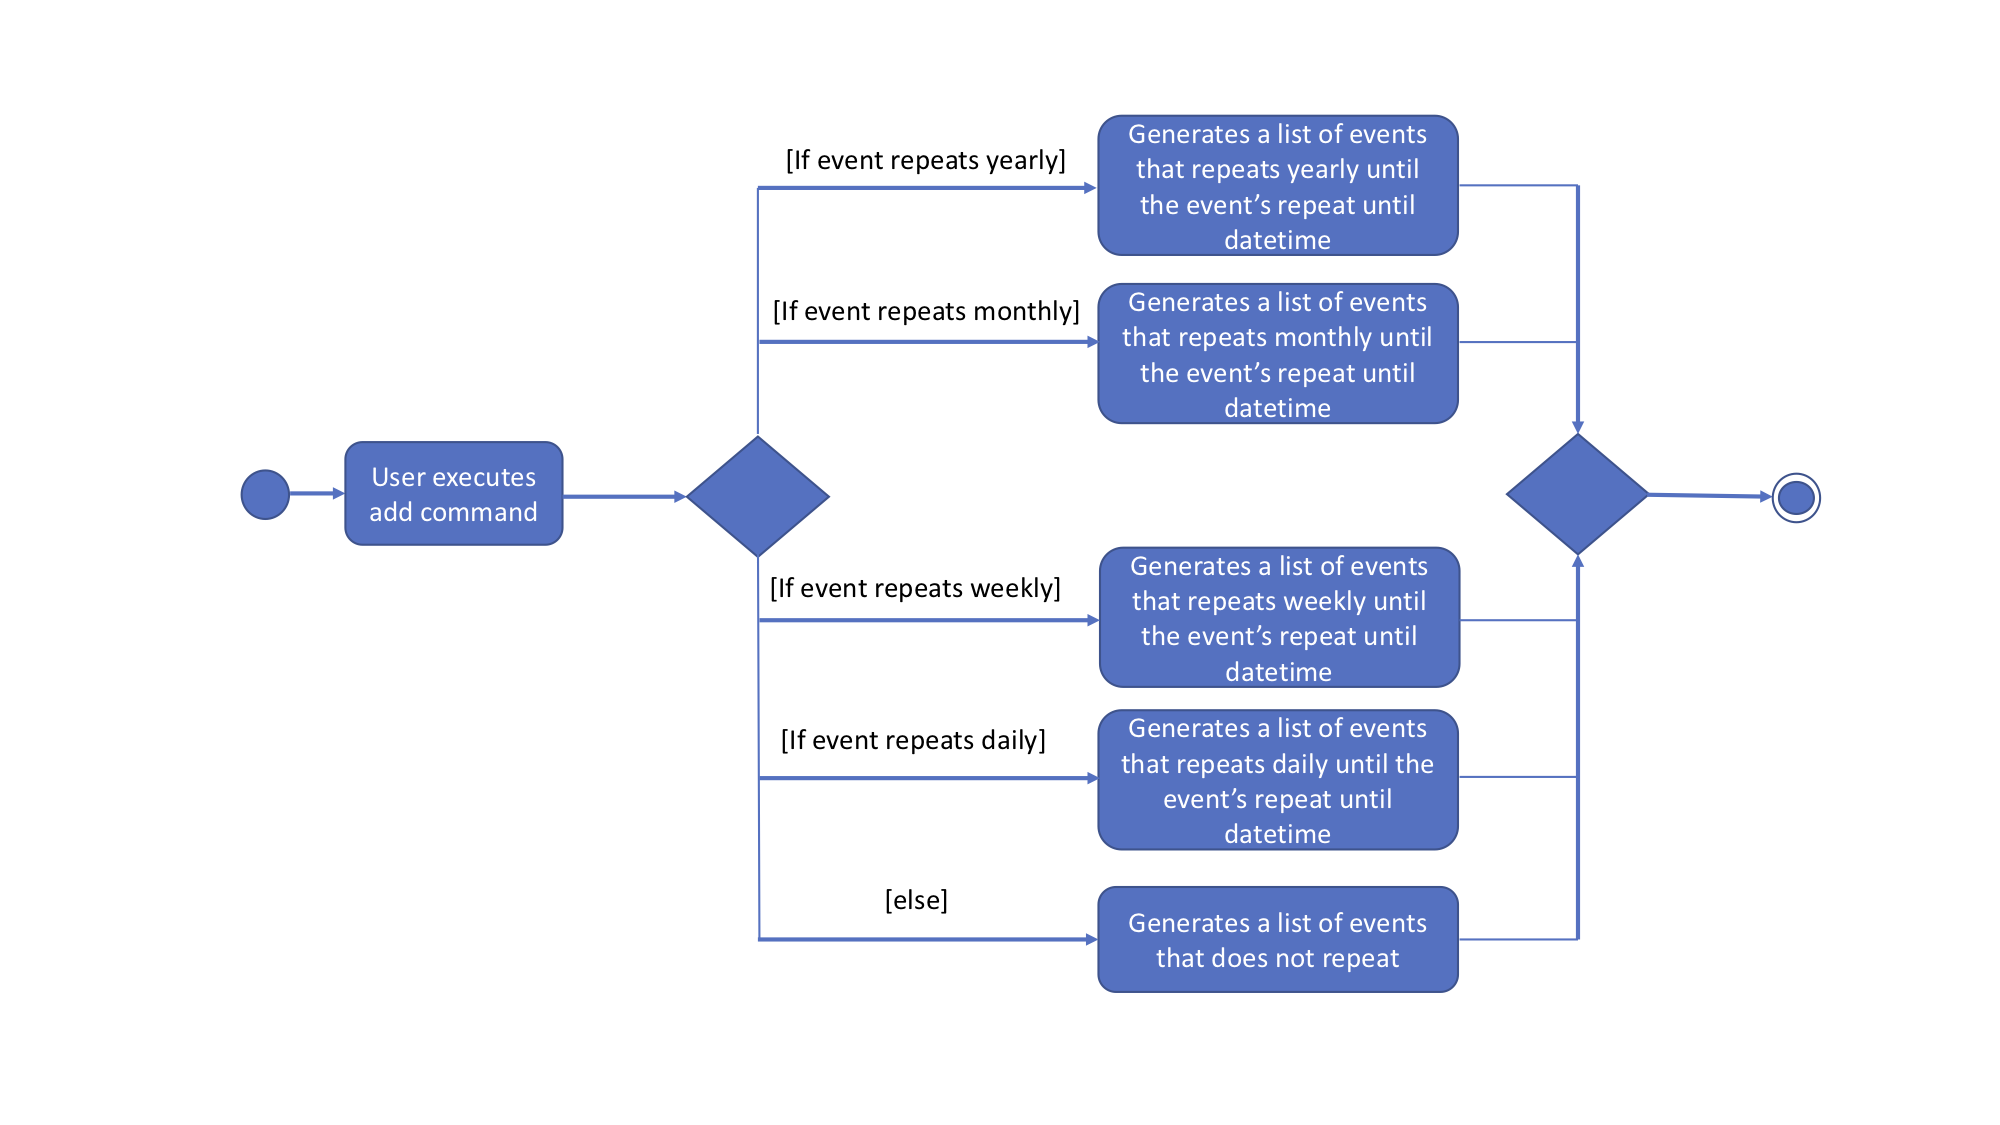 [If event repeats yearly]
Generates a list of events
that repeats yearly until
the event’s repeat until
datetime
[If event repeats monthly]
Generates a list of events
that repeats monthly until
the event’s repeat until
datetime
User executes
add command
[If event repeats weekly]
Generates a list of events
that repeats weekly until
the event’s repeat until
datetime
[If event repeats daily]
Generates a list of events
that repeats daily until the
event’s repeat until
datetime
[else]
Generates a list of events
that does not repeat